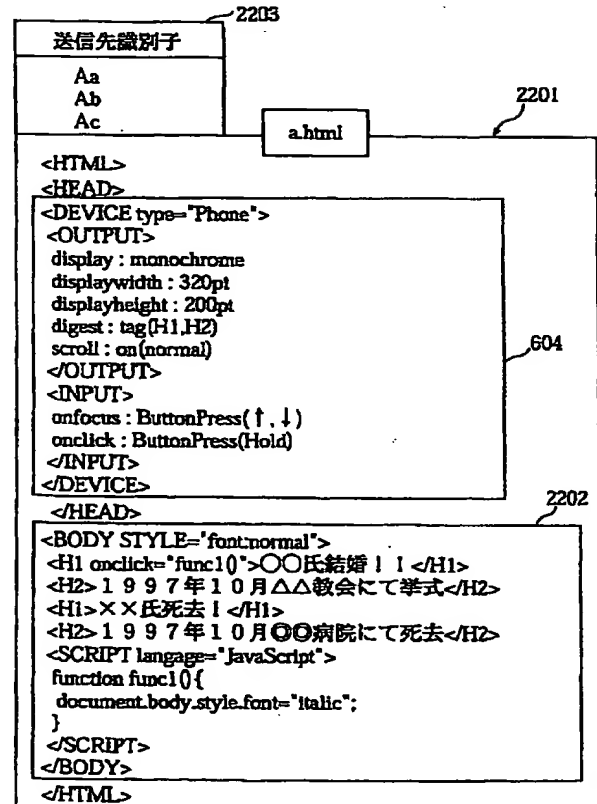 2203
送信先識別子
Aa
Ab
Ac
2201
a.html
<HTML>
<HEAD>
<DEVICE type="Phone">
<OUTPUT>
display : monochrome
displaywidth : 320pt
displayheight : 200pt
digest : tag(H1,H2)
scroll : on(normal)
</OUTPUT>
<INPUT>
onfocus : ButtonPress(↑,↓)
onclick : ButtonPress(Hold)
</INPUT>
</DEVICE>
604
</HEAD>
2202
<BODY STYLE="font:normal">
<H1 onclick="func1()">○○氏結婚！！</H1>
<H2>１９９７年１０月△△教会にて挙式</H2>
<H1>××氏死去！</H1>
<H2>１９９７年１０月◎◎病院にて死去</H2>
<SCRIPT langage="JavaScript">
function func1(){
document.body.style.font="italic";
}
</SCRIPT>
</BODY>
</HTML>